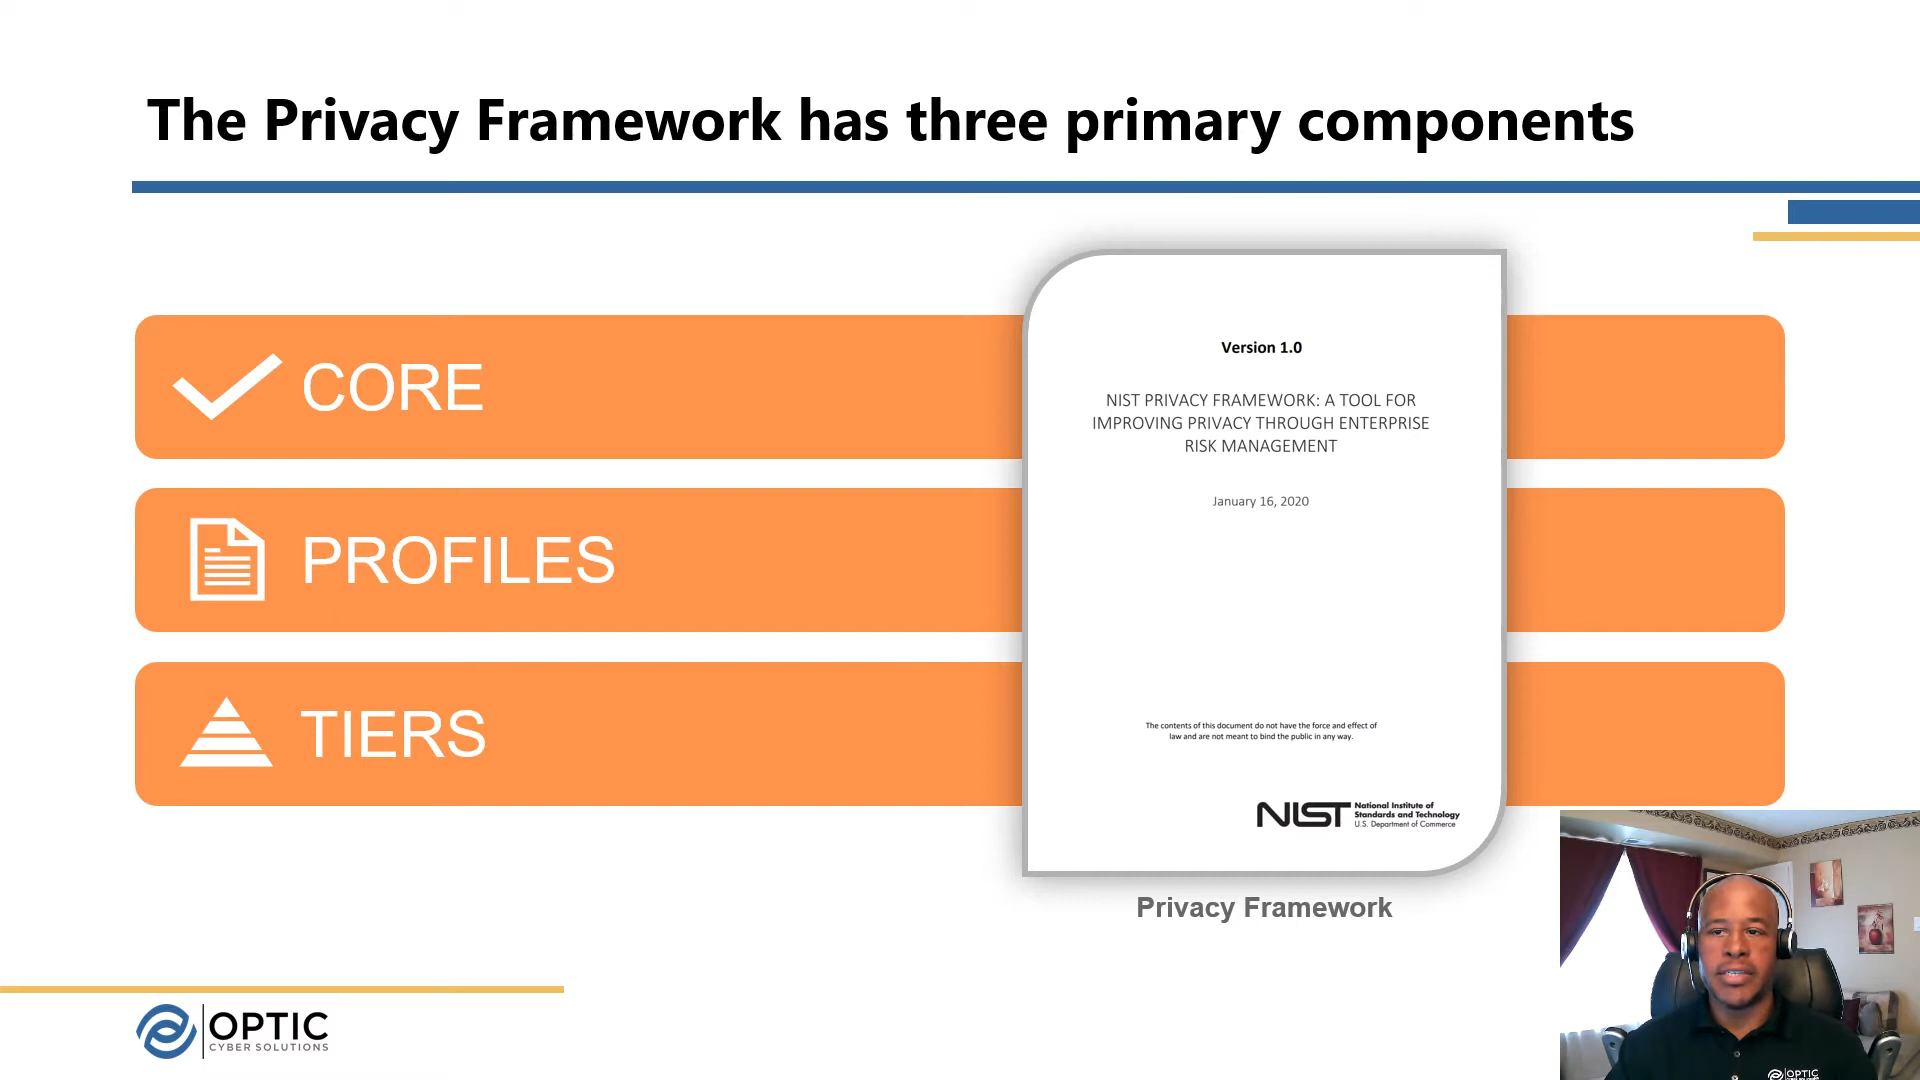 The Privacy Framework has three primary components
CORE
PROFILES
TIERS
Version 1.0
NIST PRIVACY FRAMEWORK: A TOOL FOR
IMPROVING PRIVACY THROUGH ENTERPRISE
RISK MANAGEMENT
January 16, 2020
The contents of this document do not have the force and effect of
law and are not meant to bind the public in any way.
NIST
National Institute of
Standards and Technology
U.S. Department of Commerce
Privacy Framework
OPTIC
CYBER SOLUTIONS
OPTIC